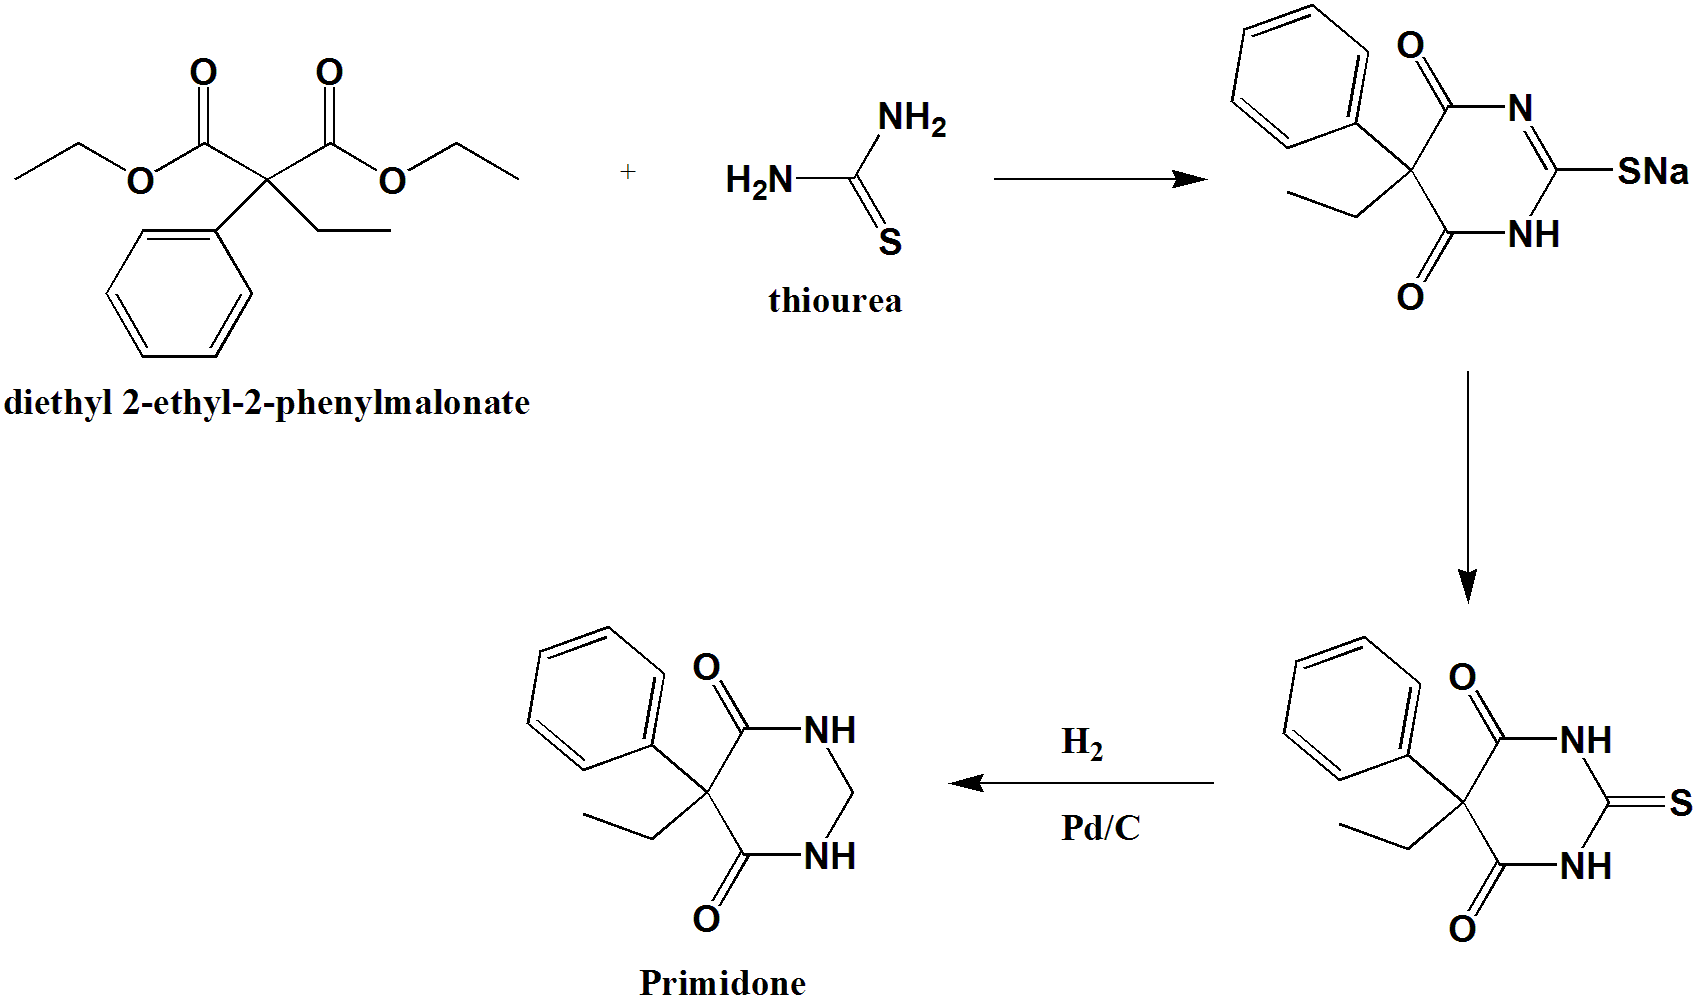 O O
O O
+
H2N NH2
S
thiourea
diethyl 2-ethyl-2-phenylmalonate
O
N
SNa
NH
O
O
NH
NH
O
Primidone
H2
Pd/C
O
NH
S
NH
O